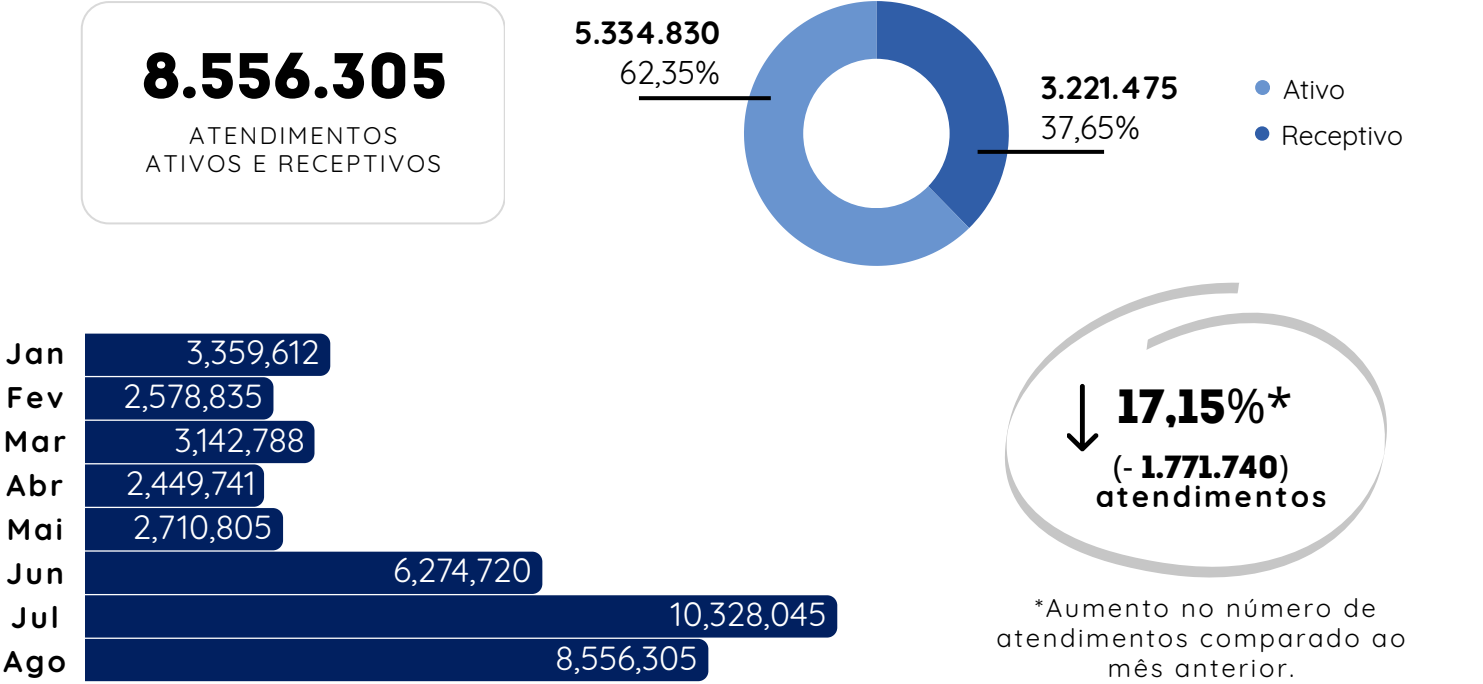 8.556.305
ATENDIMENTOS
ATIVOS E RECEPTIVOS
5.334.830
62,35%
3.221.475
37,65%
Ativo
Receptivo
Jan 3,359,612
Fev 2,578,835
Mar 3,142,788
Abr 2,449,741
Mai 2,710,805
Jun 6,274,720
Jul 10,328,045
Ago 8,556,305
17,15%*
(- 1.771.740)
atendimentos
*Aumento no número de
atendimentos comparado ao
mês anterior.